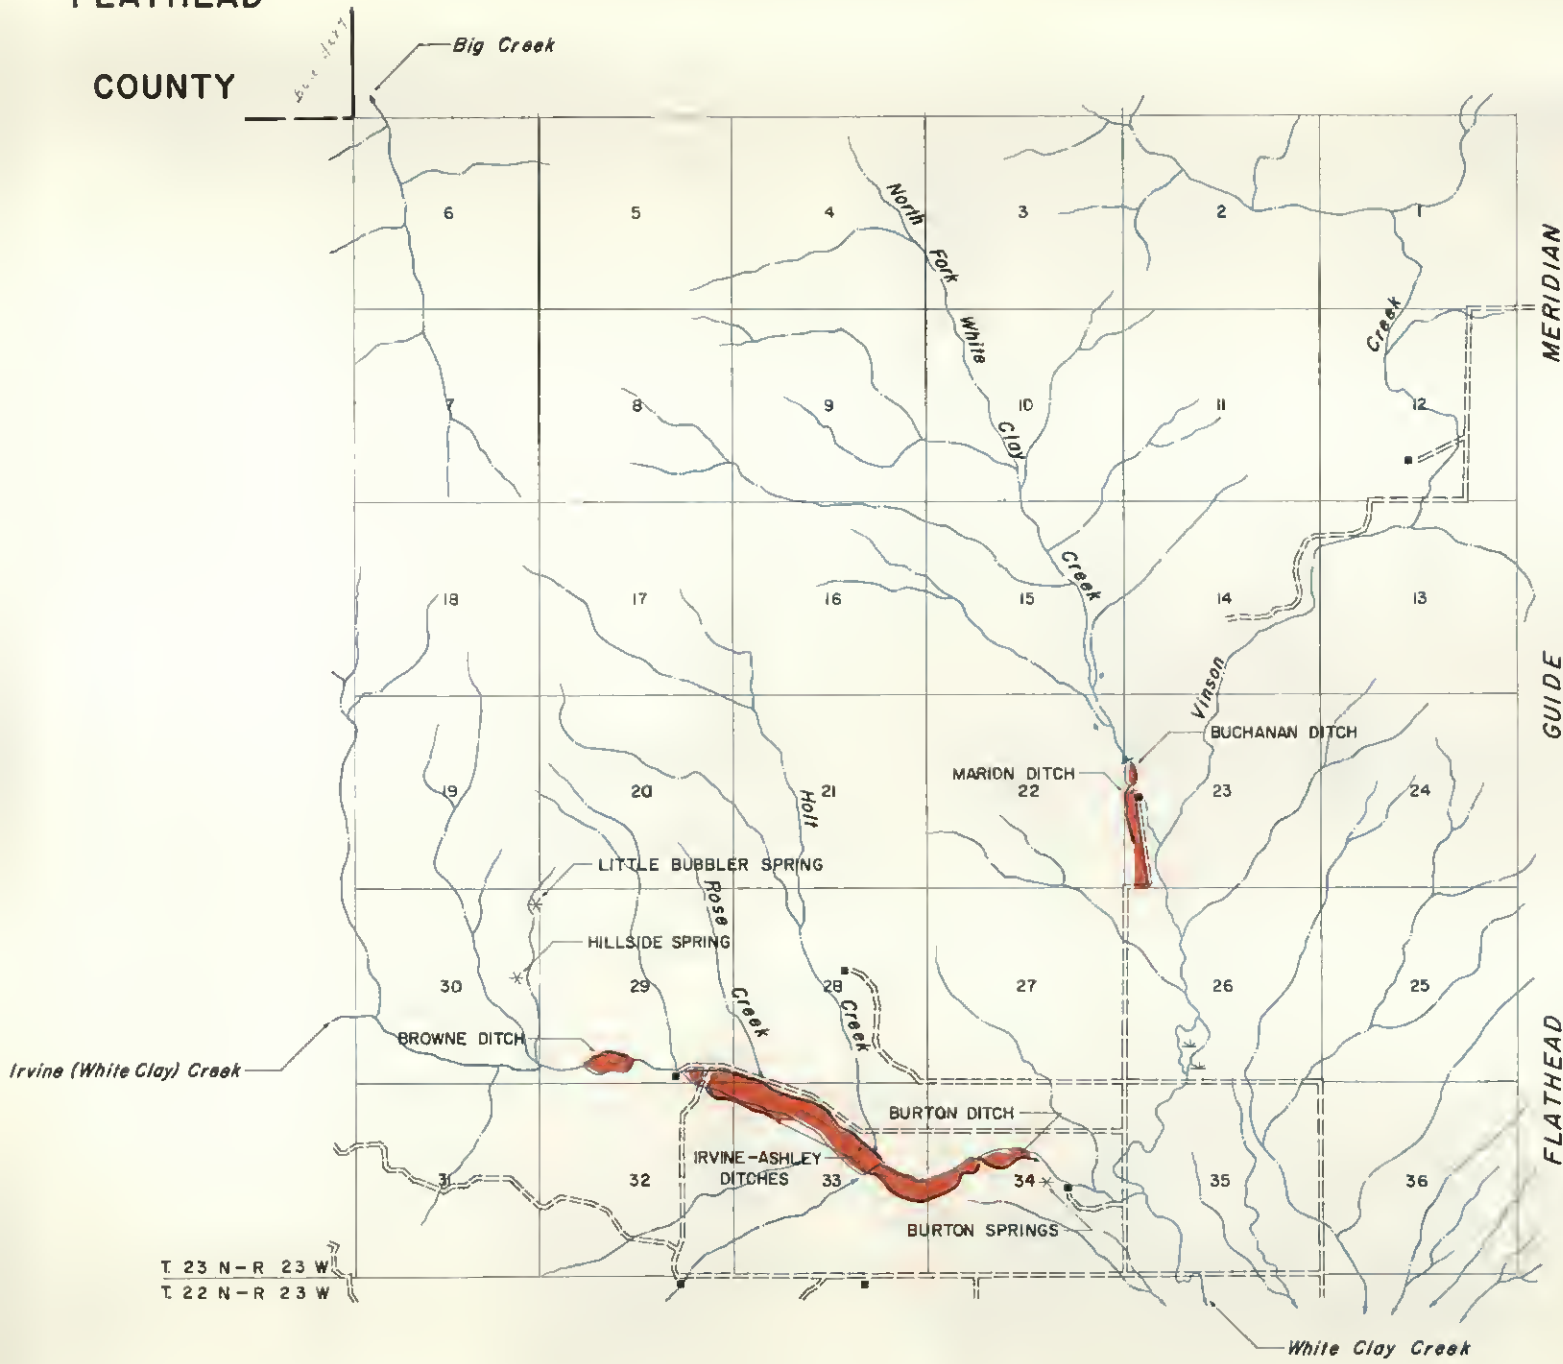 FLATHEAD
COUNTY
Big Creek
6 5 4 3 2 1
North Fork White Clay Creek
Creek
MERIDIAN
7 8 9 10 11 12
18 17 16 15 14 13
Vinson
GUIDE
BUCHANAN DITCH
MARION DITCH
19 20 21 22 23 24
Holt
LITTLE BUBBLER SPRING
Rose
HILLSIDE SPRING
30 29 28 27 26 25
Creek
Creek
BROWNE DITCH
Irvine (White Clay) Creek
FLATHEAD
BURTON DITCH
IRVINE-ASHLEY
DITCHES
31 32 33 34 35 36
BURTON SPRINGS
T. 23 N-R 23 W
T. 22 N-R 23 W
White Clay Creek